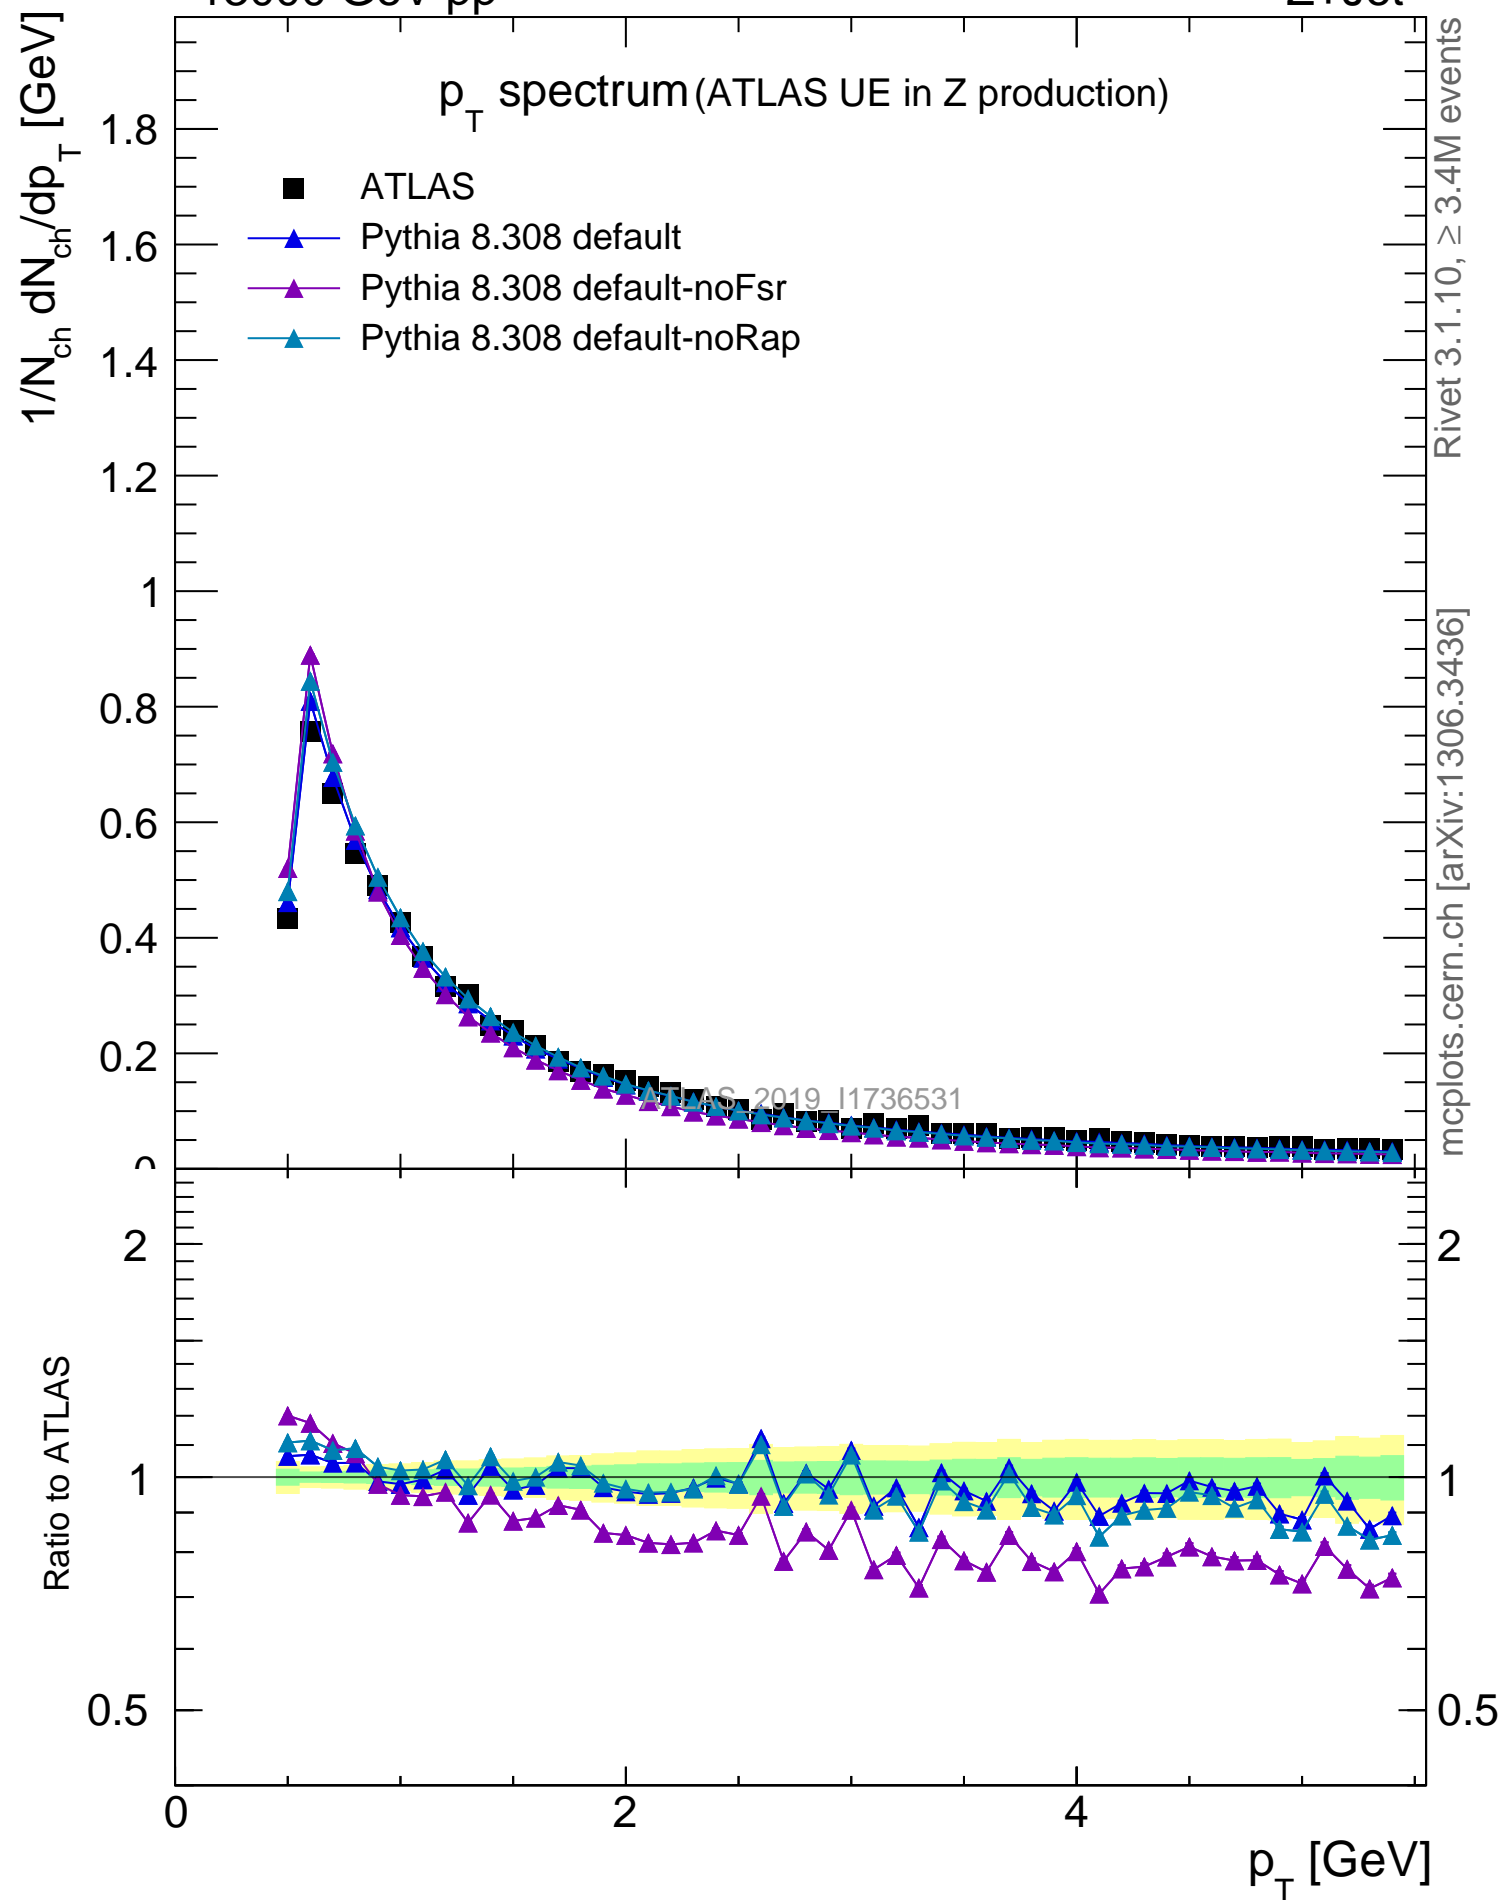 p_T spectrum (ATLAS UE in Z production)
ATLAS
Pythia 8.308 default
Pythia 8.308 default-noFsr
Pythia 8.308 default-noRap
1/N_ch dN_ch/dp_T [GeV]
1.8
1.6
1.4
1.2
1
0.8
0.6
0.4
0.2
0
ATLAS_2019_I1736531
Rivet 3.1.10, ≥ 3.4M events
mcplots.cern.ch [arXiv:1306.3436]
Ratio to ATLAS
2
1
0.5
2
1
0.5
0
2
4
p_T [GeV]